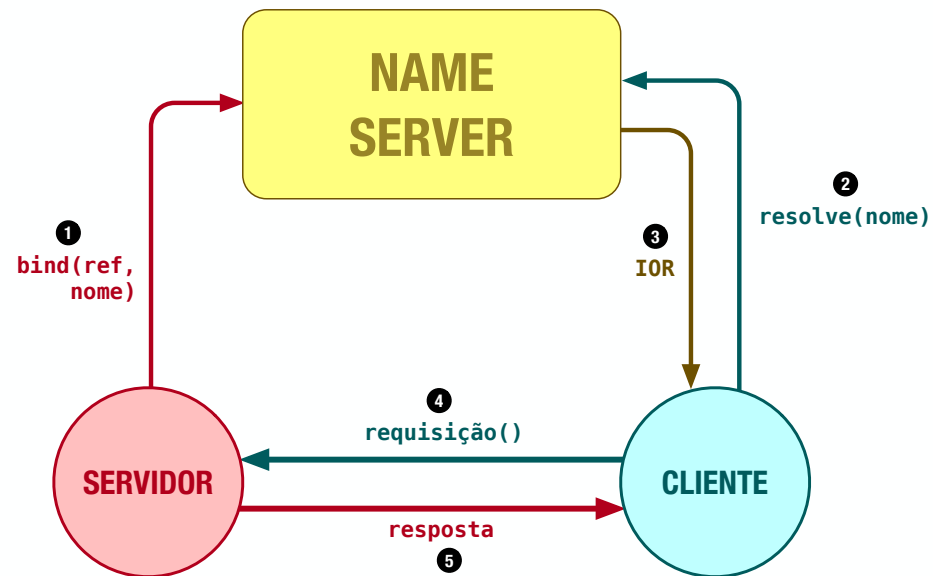 NAME
SERVER
1
bind(ref,
nome)
2
resolve(nome)
3
IOR
4
requisição()
SERVIDOR
CLIENTE
resposta
5